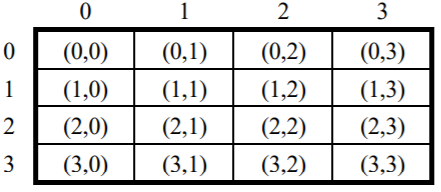 0 1 2 3
0 (0,0) (0,1) (0,2) (0,3)
1 (1,0) (1,1) (1,2) (1,3)
2 (2,0) (2,1) (2,2) (2,3)
3 (3,0) (3,1) (3,2) (3,3)